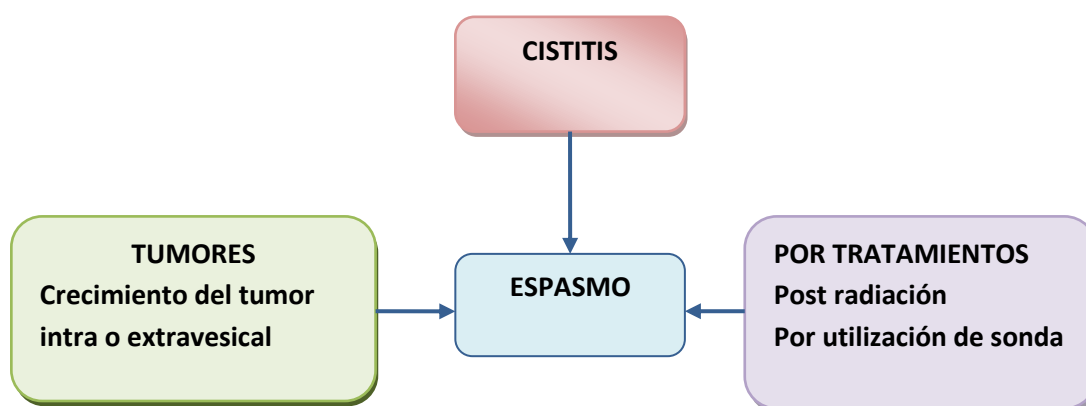 CISTITIS
TUMORES
Crecimiento del tumor
intra o extravesical
ESPASMO
POR TRATAMIENTOS
Post radiación
Por utilización de sonda